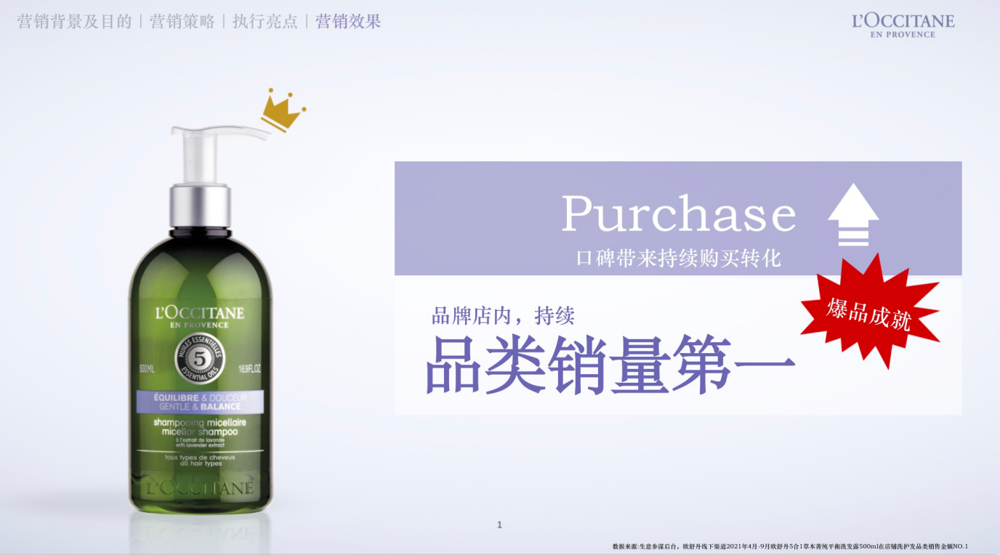 营销背景及目的｜营销策略｜执行亮点｜营销效果
L'OCCITANE
EN PROVENCE
Purchase
口碑带来持续购买转化
爆品成就
品牌店内，持续
品类销量第一
L'OCCITANE
EN PROVENCE
HUILES ESSENTIELLES
5
ESSENTIAL OILS
500ML
16.9FL.OZ.
ÉQUILIBRE & DOUCEUR
GENTLE & BALANCE
shampooing micellaire
micellar shampoo
à l'extrait de lavande
with lavender extract
tous types de cheveux
all hair types
L'OCCITANE
1
数据来源:生意参谋后台，欧舒丹线下渠道2021年4月-9月欧舒丹5合1草本菁纯平衡洗发露500ml在店铺洗护发品类销售金额NO.1